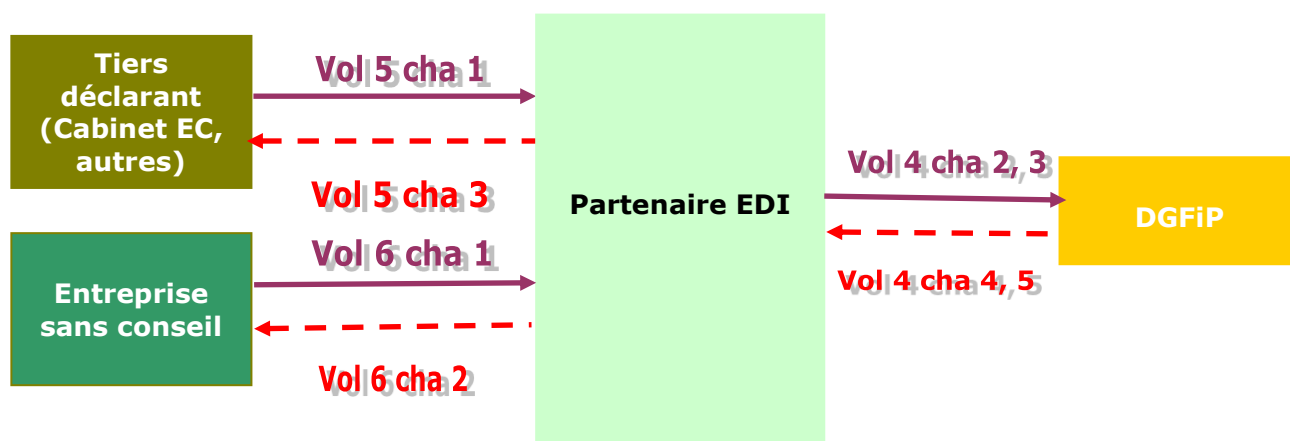 Tiers
déclarant
(Cabinet EC,
autres)
Vol 5 cha 1
Vol 5 cha 3
Vol 6 cha 1
Entreprise
sans conseil
Vol 6 cha 2
Partenaire EDI
Vol 4 cha 2, 3
Vol 4 cha 4, 5
DGFiP